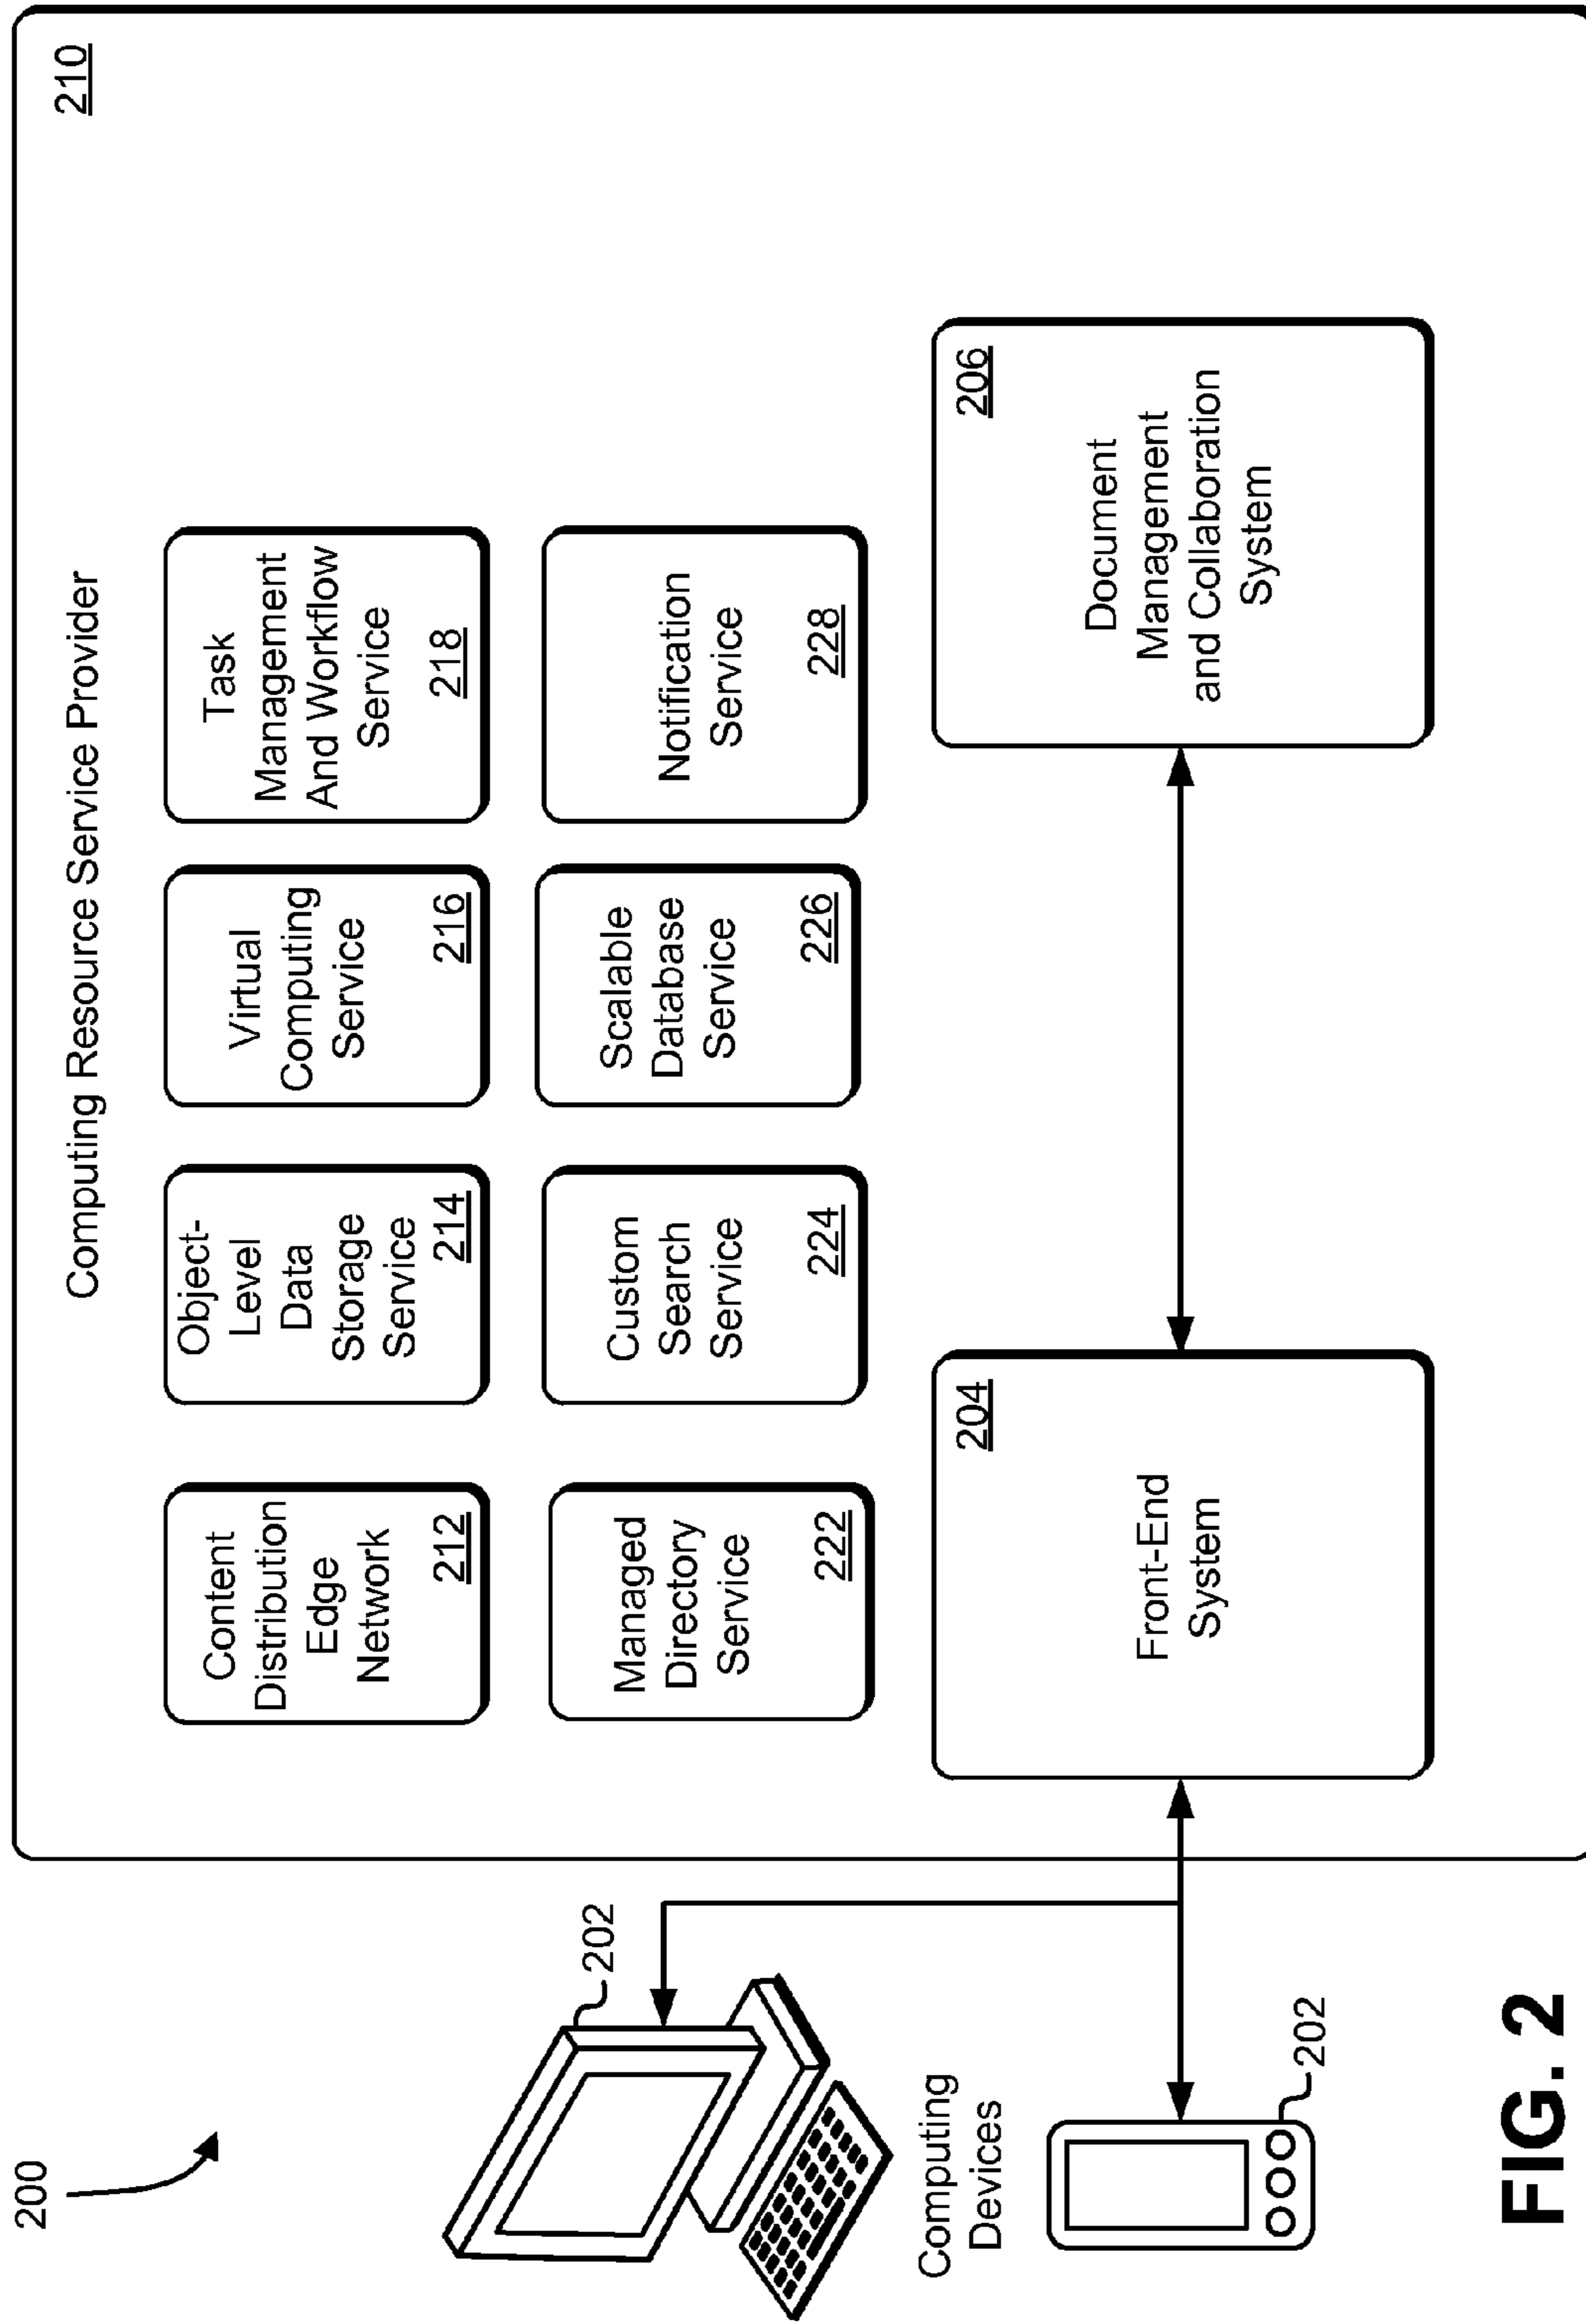 200
210
Computing Resource Service Provider
Content
Distribution
Edge
Network
212
Object-
Level
Data
Storage
Service
214
Virtual
Computing
Service
216
Task
Management
And Workflow
Service
218
Managed
Directory
Service
222
Custom
Search
Service
224
Scalable
Database
Service
226
Notification
Service
228
202
Computing
Devices
202
204
Front-End
System
206
Document
Management
and Collaboration
System
FIG. 2